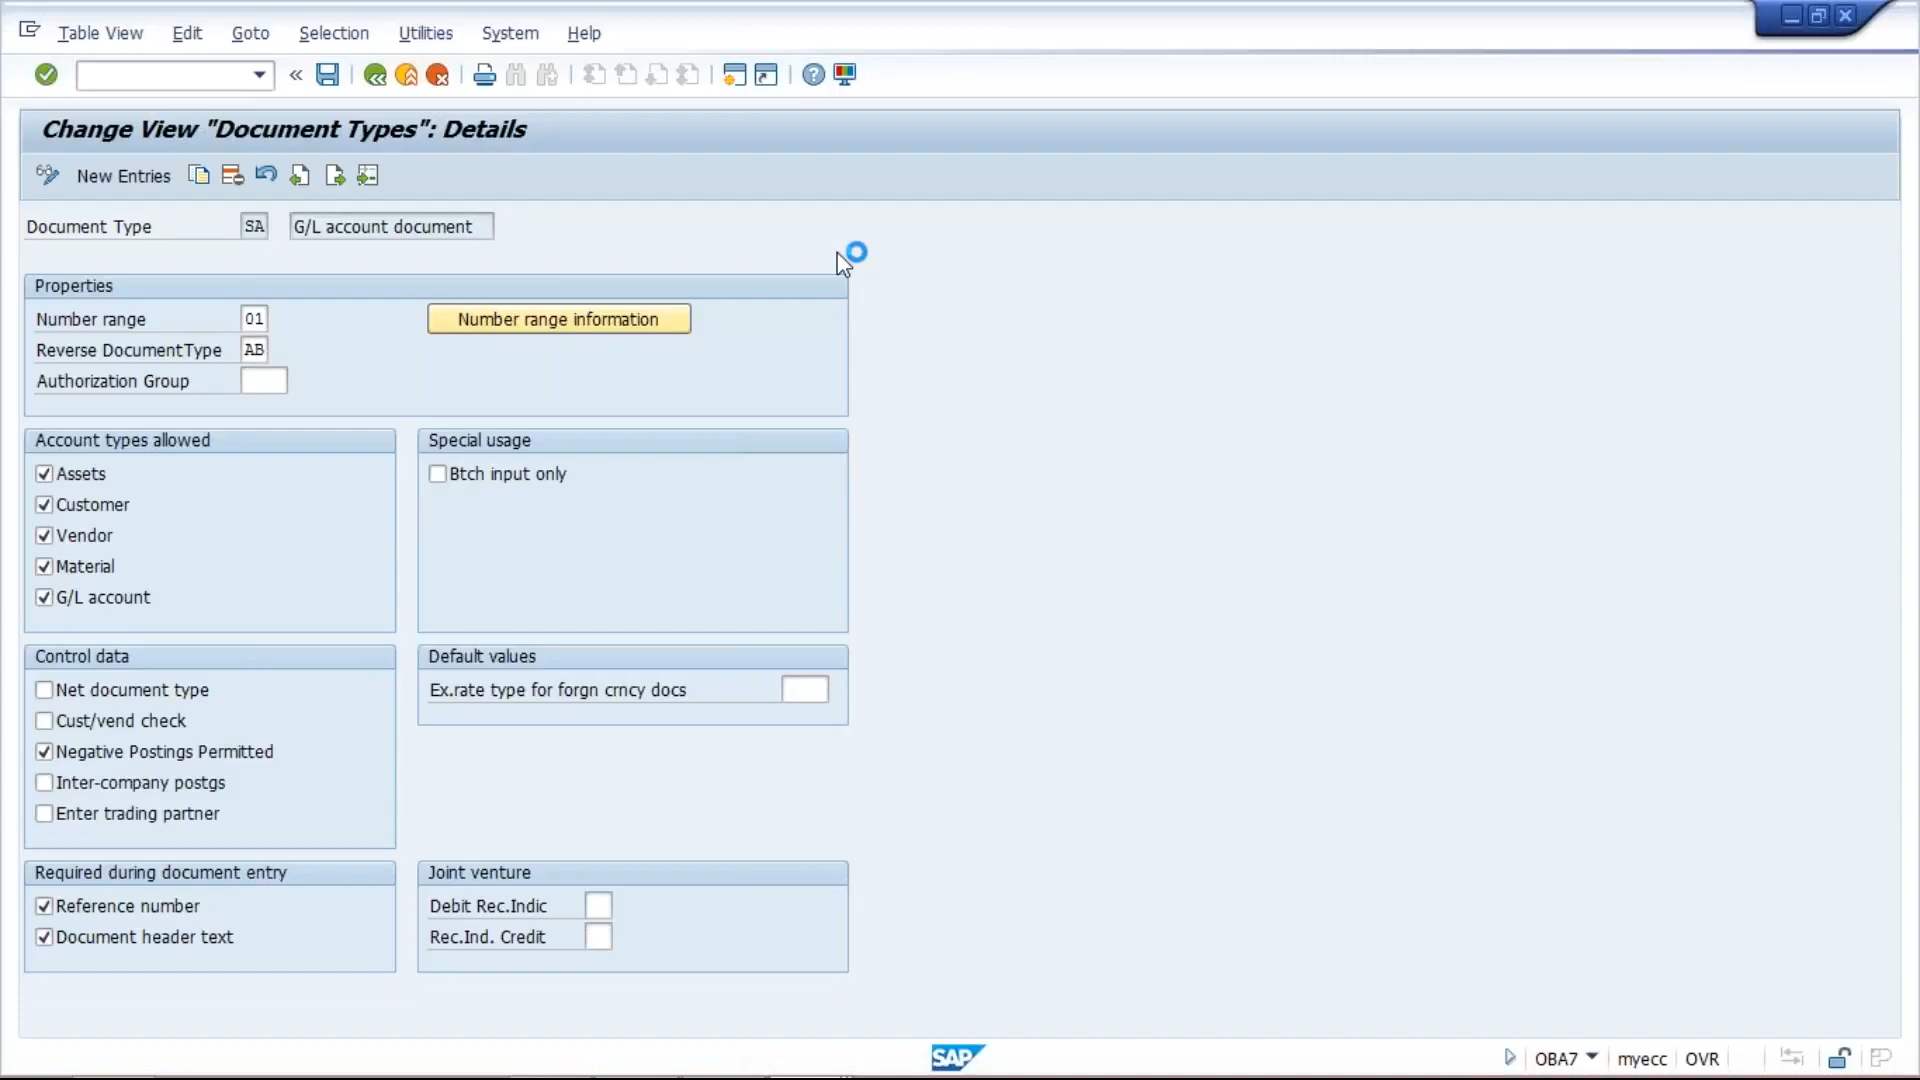 Table View Edit Goto Selection Utilities System Help
Change View "Document Types": Details
New Entries
Document Type SA G/L account document
Properties
Number range 01 Number range information
Reverse DocumentType AB
Authorization Group
Account types allowed
Assets
Customer
Vendor
Material
G/L account
Special usage
Btch input only
Control data
Net document type
Cust/vend check
Negative Postings Permitted
Inter-company postgs
Enter trading partner
Default values
Ex.rate type for forgn crncy docs
Required during document entry
Reference number
Document header text
Joint venture
Debit Rec.Indic
Rec.Ind. Credit
SAP OBA7 myecc OVR